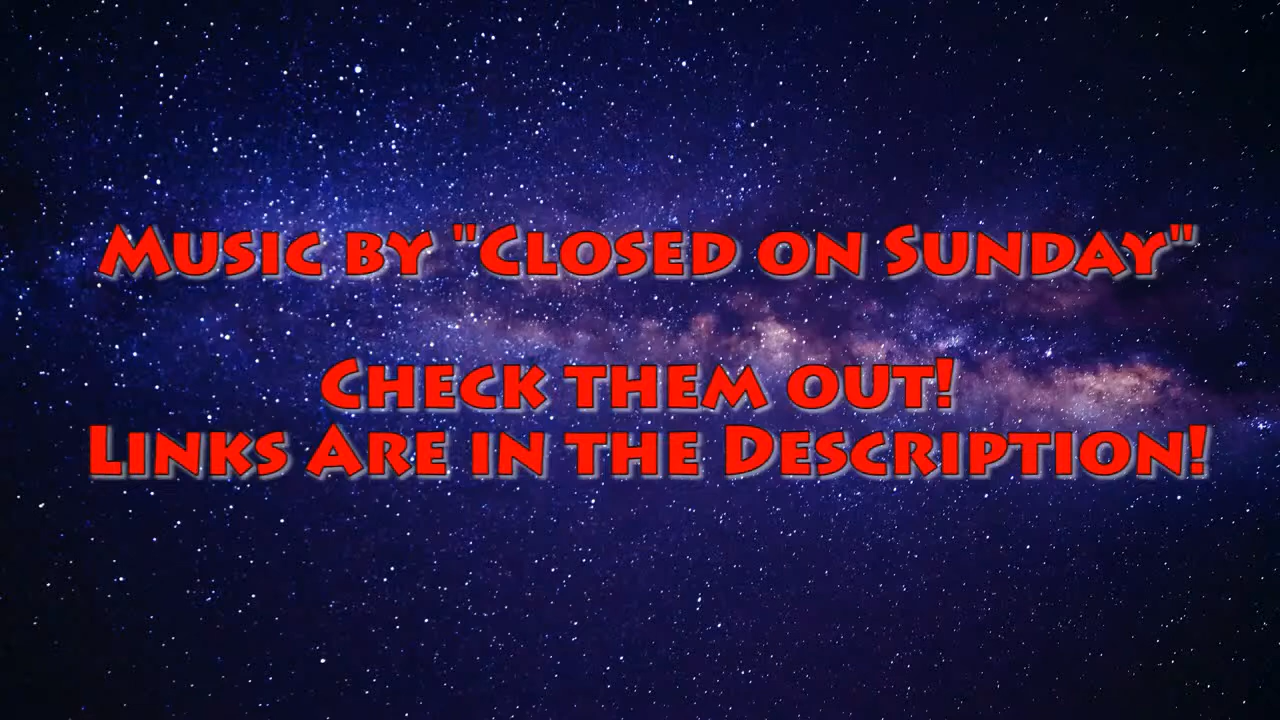 Music by "Closed on Sunday"
Check them out!
Links Are in the Description!